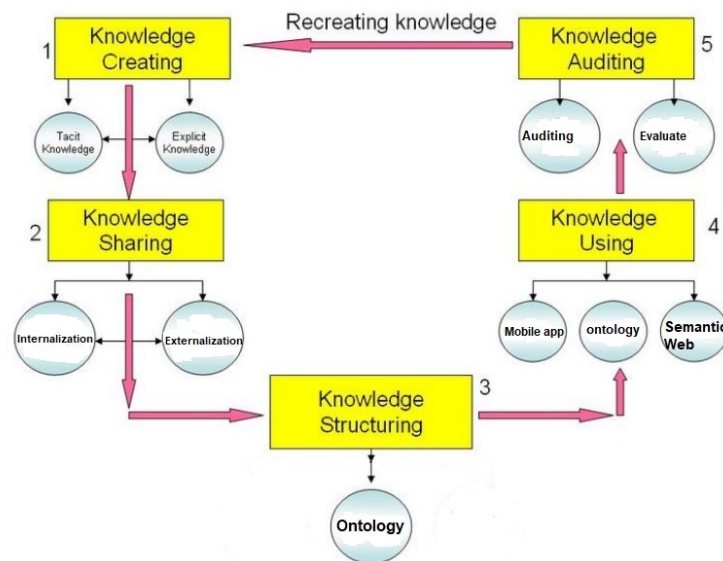 Recreating knowledge
1
Knowledge
Creating
Tacit
Knowledge
Explicit
Knowledge
2
Knowledge
Sharing
Internalization
Externalization
3
Knowledge
Structuring
Ontology
4
Knowledge
Using
Mobile app
ontology
Semantic
Web
5
Knowledge
Auditing
Auditing
Evaluate